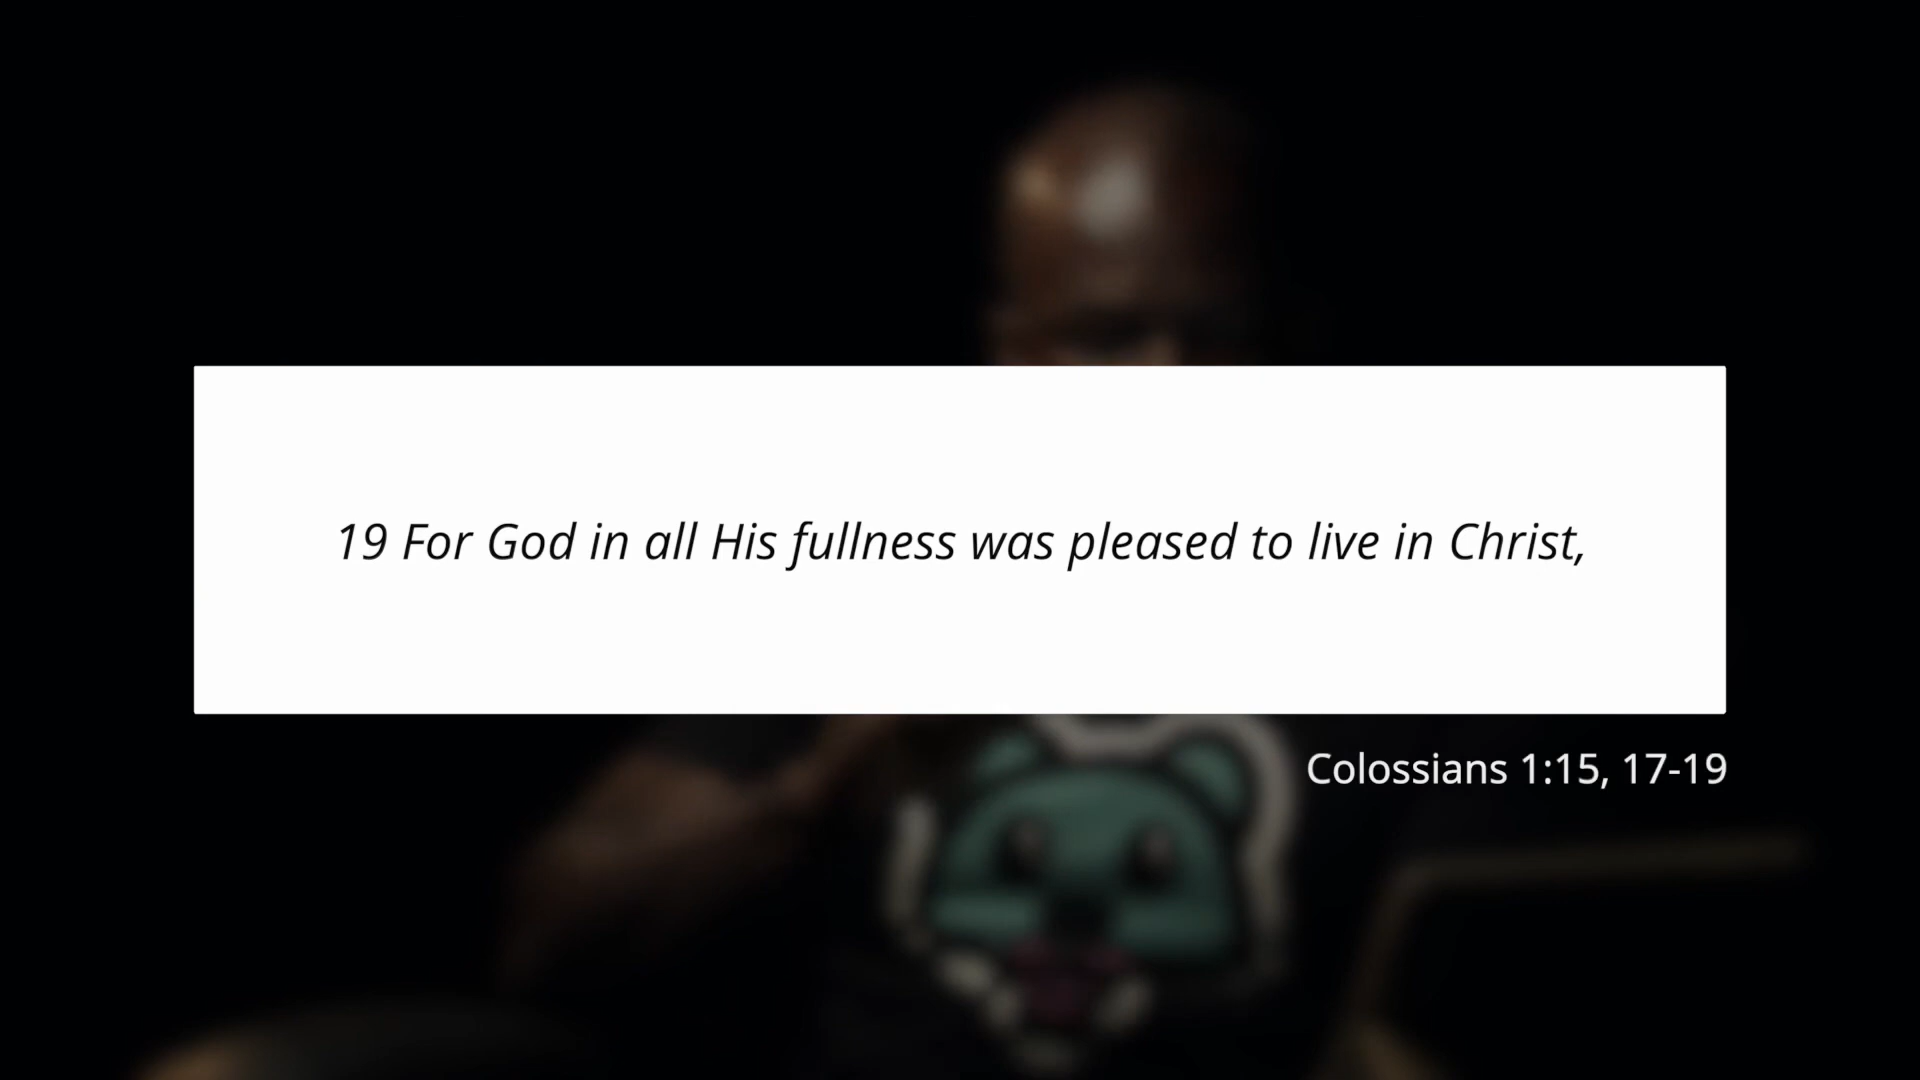 19 For God in all His fullness was pleased to live in Christ,
Colossians 1:15, 17-19